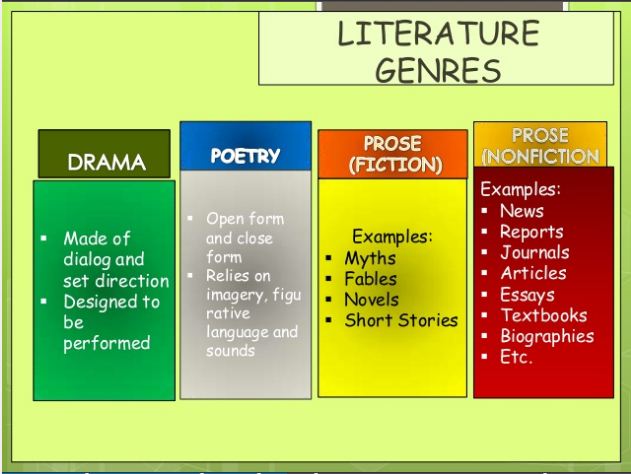 LITERATURE
GENRES
DRAMA
▪ Made of
dialog and
set direction
▪ Designed to
be
performed
POETRY
▪ Open form
and close
form
▪ Relies on
imagery, figu
rative
language and
sounds
PROSE
(FICTION)
Examples:
▪ Myths
▪ Fables
▪ Novels
▪ Short Stories
PROSE
(NONFICTION
Examples:
▪ News
▪ Reports
▪ Journals
▪ Articles
▪ Essays
▪ Textbooks
▪ Biographies
▪ Etc.